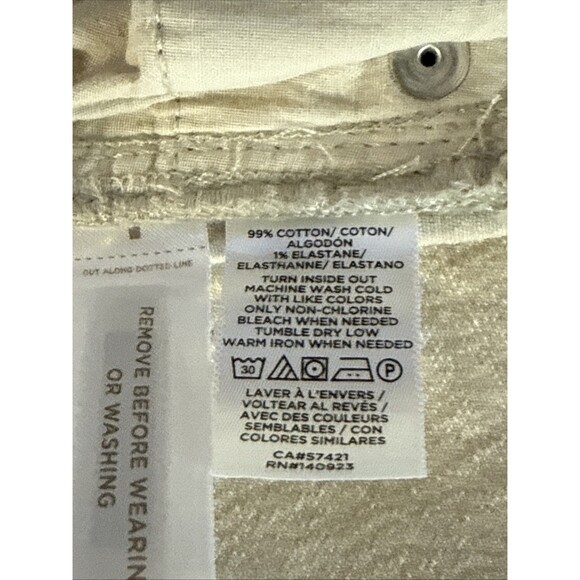 99% COTTON/ COTON/
ALGODÓN
1% ELASTANE/
ELASTHANNE/ ELASTANO
TURN INSIDE OUT
MACHINE WASH COLD
WITH LIKE COLORS
ONLY NON-CHLORINE
BLEACH WHEN NEEDED
TUMBLE DRY LOW
WARM IRON WHEN NEEDED
30 P
LAVER À L'ENVERS /
VOLTEAR AL REVÉS /
AVEC DES COULEURS
SEMBLABLES / CON
COLORES SIMILARES
CA#57421
RN#140923
CUT ALONG DOTTED LINE
REMOVE BEFORE WEARIN
OR WASHING